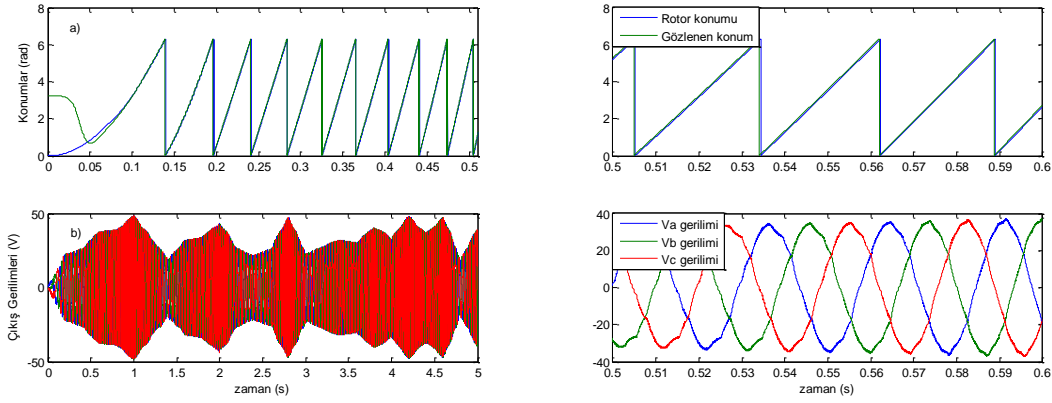 a)
Konumlar (rad)
8
6
4
2
0
0 0.05 0.1 0.15 0.2 0.25 0.3 0.35 0.4 0.45 0.5
Rotor konumu
Gözlenen konum
8
6
4
2
0
0.5 0.51 0.52 0.53 0.54 0.55 0.56 0.57 0.58 0.59 0.6
b)
Çıkış Gerilimleri (V)
50
0
-50
0 0.5 1 1.5 2 2.5 3 3.5 4 4.5 5
zaman (s)
Va gerilimi
Vb gerilimi
Vc gerilimi
40
20
0
-20
-40
0.5 0.51 0.52 0.53 0.54 0.55 0.56 0.57 0.58 0.59 0.6
zaman (s)